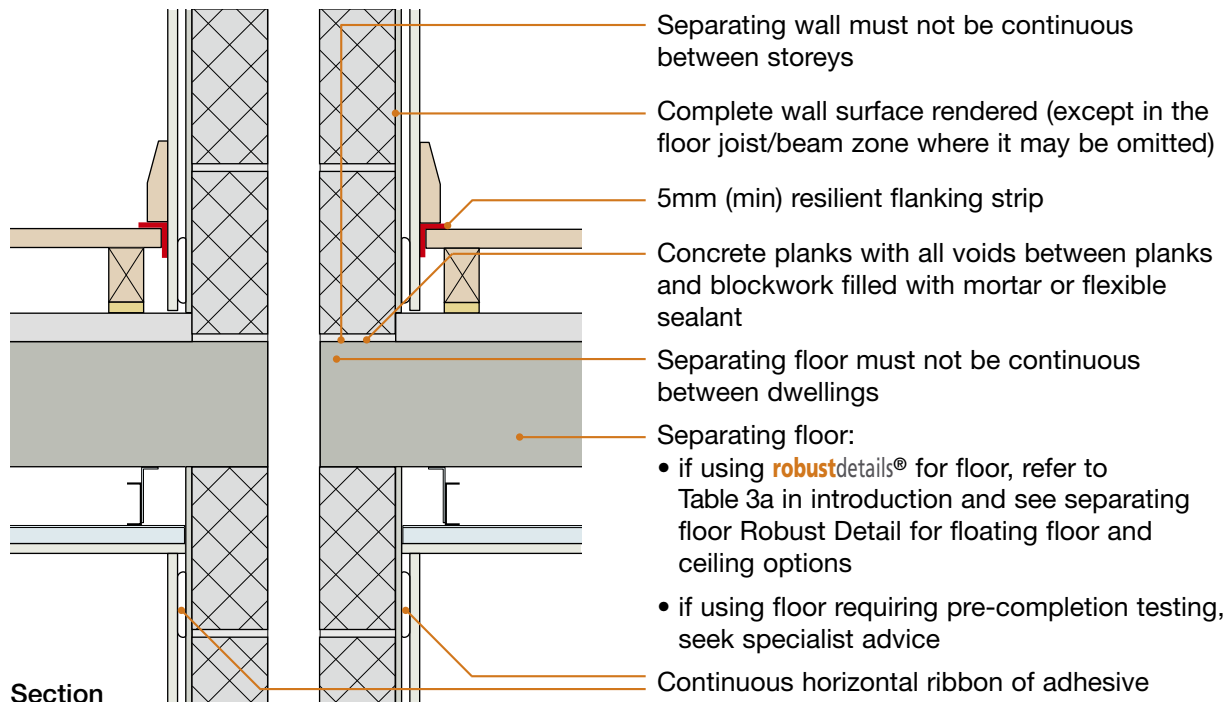 Separating wall must not be continuous
between storeys
Complete wall surface rendered (except in the
floor joist/beam zone where it may be omitted)
5mm (min) resilient flanking strip
Concrete planks with all voids between planks
and blockwork filled with mortar or flexible
sealant
Separating floor must not be continuous
between dwellings
Separating floor:
• if using robustdetails® for floor, refer to
Table 3a in introduction and see separating
floor Robust Detail for floating floor and
ceiling options
• if using floor requiring pre-completion testing,
seek specialist advice
Continuous horizontal ribbon of adhesive
Section